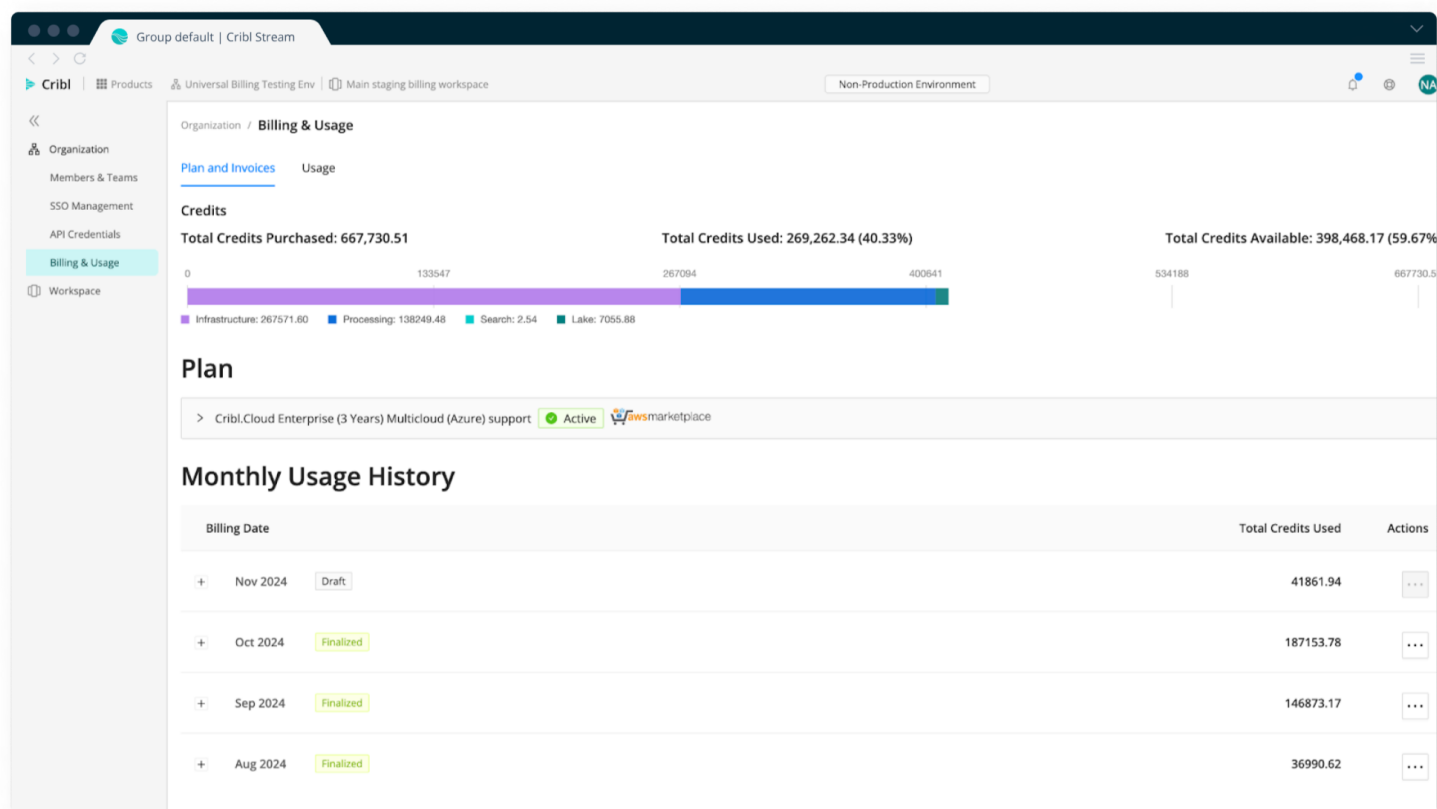 Group default | Cribl Stream
Cribl Products Universal Billing Testing Env Main staging billing workspace Non-Production Environment NA
Organization / Billing & Usage
Organization
Members & Teams
SSO Management
API Credentials
Billing & Usage
Workspace
Plan and Invoices Usage
Credits
Total Credits Purchased: 667,730.51 Total Credits Used: 269,262.34 (40.33%) Total Credits Available: 398,468.17 (59.67%
0 133547 267094 400641 534188 667730.5
Infrastructure: 267571.60 Processing: 138249.48 Search: 2.54 Lake: 7055.88
Plan
Cribl.Cloud Enterprise (3 Years) Multicloud (Azure) support Active awsmarketplace
Monthly Usage History
Billing Date Total Credits Used Actions
+ Nov 2024 Draft 41861.94 ...
+ Oct 2024 Finalized 187153.78 ...
+ Sep 2024 Finalized 146873.17 ...
+ Aug 2024 Finalized 36990.62 ...